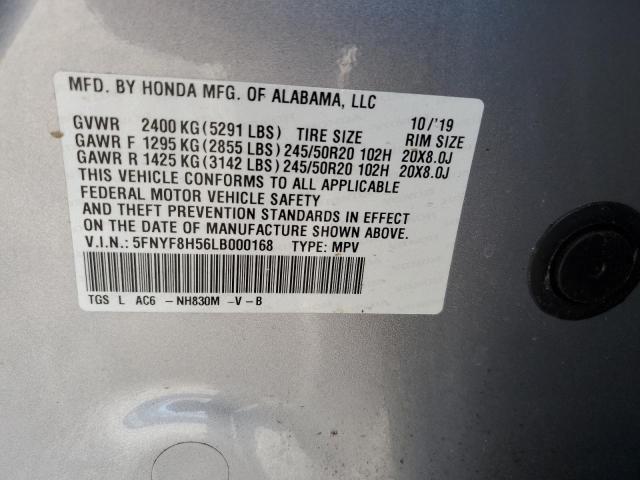 MFD. BY HONDA MFG. OF ALABAMA, LLC
GVWR 2400 KG (5291 LBS) TIRE SIZE 10/'19 RIM SIZE
GAWR F 1295 KG (2855 LBS) 245/50R20 102H 20X8.0J
GAWR R 1425 KG (3142 LBS) 245/50R20 102H 20X8.0J
THIS VEHICLE CONFORMS TO ALL APPLICABLE
FEDERAL MOTOR VEHICLE SAFETY
AND THEFT PREVENTION STANDARDS IN EFFECT
ON THE DATE OF MANUFACTURE SHOWN ABOVE.
V.I.N.: 5FNYF8H56LB000168 TYPE: MPV
TGS L AC6 -NH830M -V-B